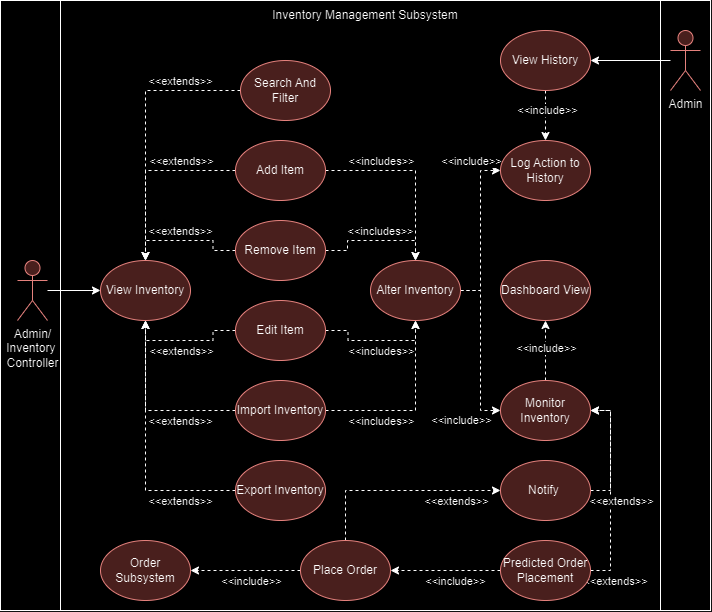 Inventory Management Subsystem
View History
Admin
<<extends>>
Search And
Filter
<<include>>
<<extends>>
Add Item
<<includes>>
<<include>>
Log Action to
History
<<extends>>
Remove Item
<<includes>>
View Inventory
Alter Inventory
Dashboard View
Admin/
Inventory
Controller
Edit Item
<<extends>>
<<includes>>
<<include>>
Import Inventory
Monitor
Inventory
<<extends>>
<<includes>>
<<include>>
Export Inventory
Notify
<<extends>>
<<extends>>
<<extends>>
Order
Subsystem
Place Order
Predicted Order
Placement
<<include>>
<<include>>
<<extends>>